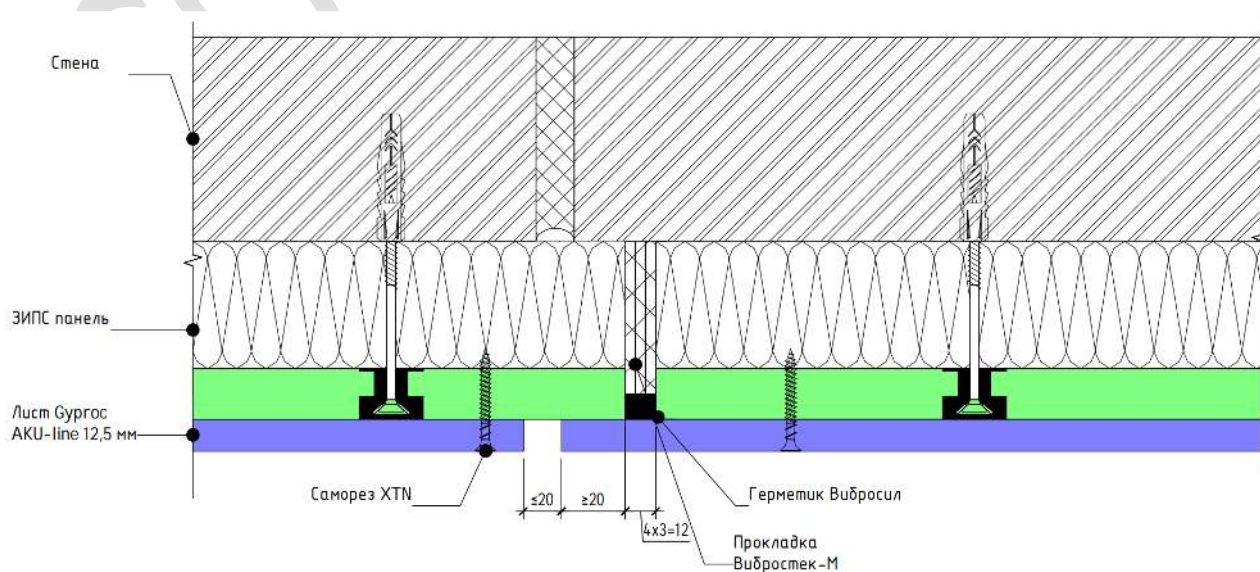 Стена
ЗИПС панель
Лист Gyproc
AKU-line 12,5 мм
Саморез XTN
≤20
≥20
4x3=12
Герметик Вибросил
Прокладка
Вибростек-М